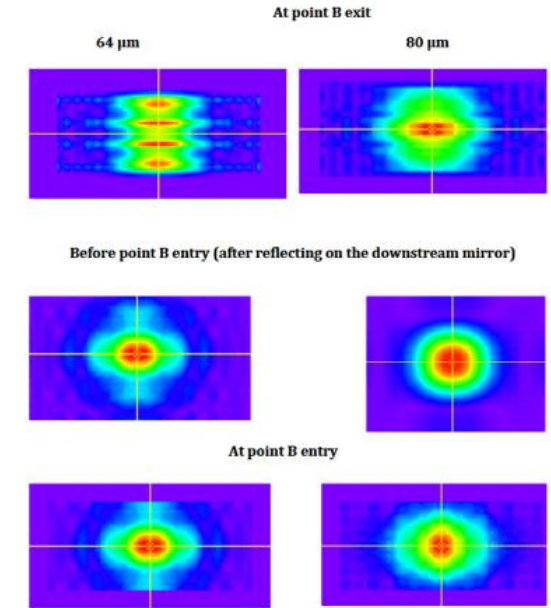 At point B exit
64 µm 80 µm
Before point B entry (after reflecting on the downstream mirror)
At point B entry